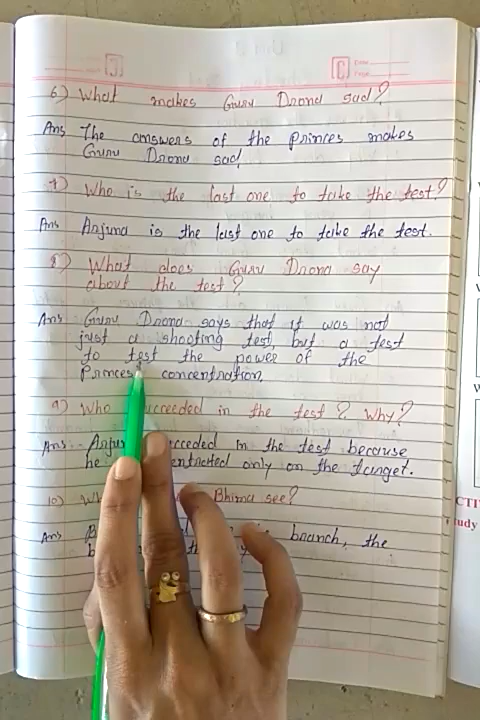 6) What makes Guru Drona sad?
Ans The answers of the Princes makes
Guru Drona sad.
7) Who is the last one to take the test?
Ans Arjuna is the last one to take the test.
8) What does Guru Drona say
about the test?
Ans Guru Drona says that it was not
just a shooting test, but a test
to test the power of the
Princes concentration.
9) Who succeeded in the test? Why?
Ans:- in the test because
he only on the target.
10) Bhima see?
Ans branch, the
CTI
udy